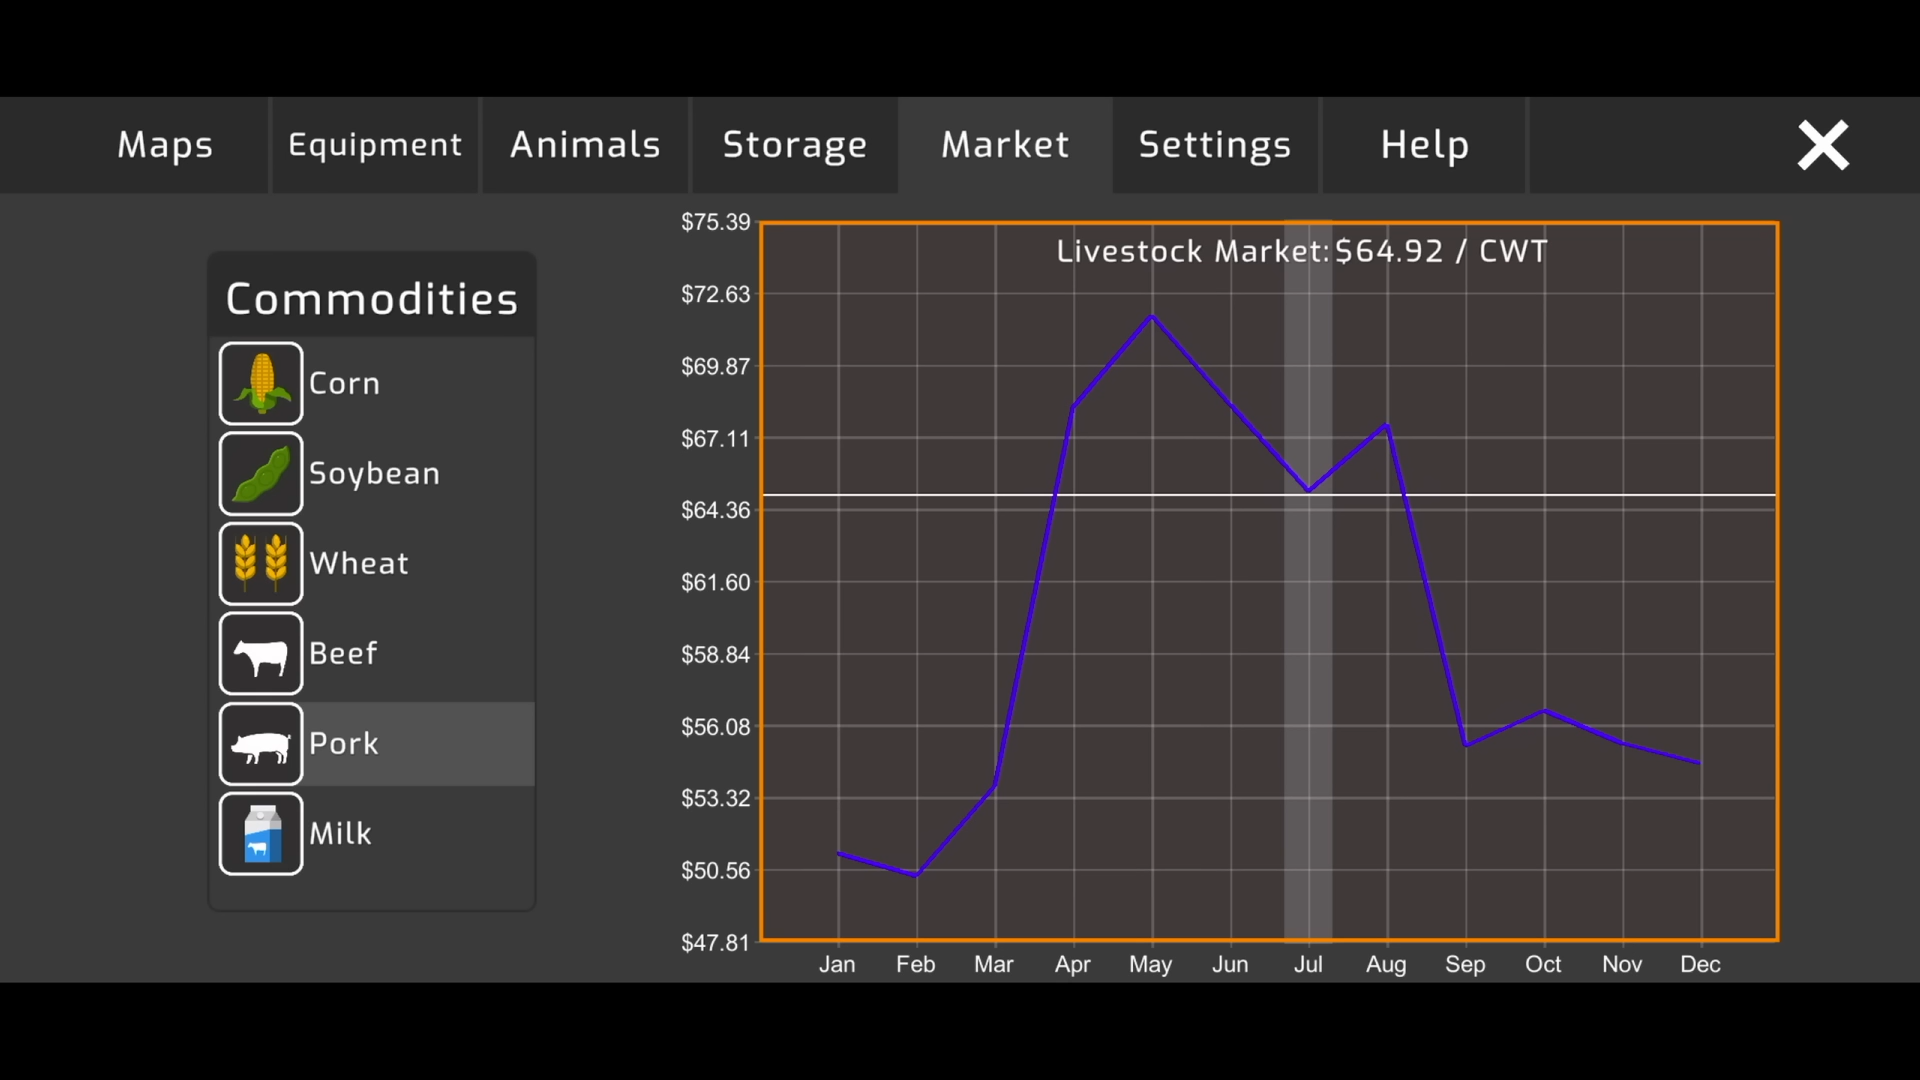 Maps Equipment Animals Storage Market Settings Help
Commodities
Corn
Soybean
Wheat
Beef
Pork
Milk
Livestock Market:$64.92 / CWT
$75.39
$72.63
$69.87
$67.11
$64.36
$61.60
$58.84
$56.08
$53.32
$50.56
$47.81
Jan Feb Mar Apr May Jun Jul Aug Sep Oct Nov Dec